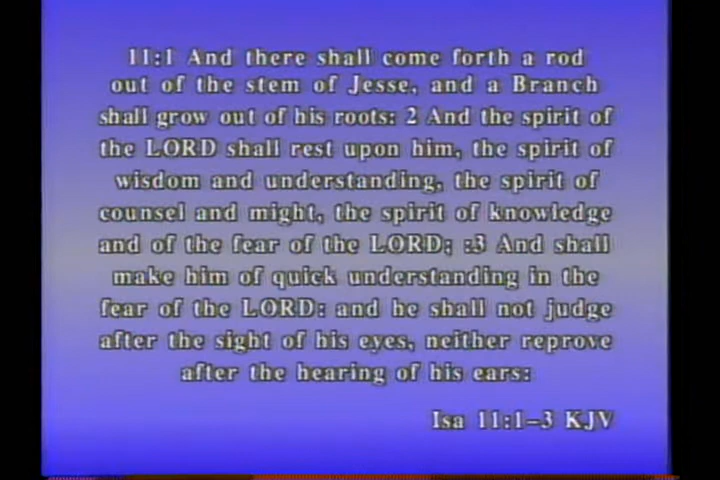 11:1 And there shall come forth a rod
out of the stem of Jesse, and a Branch
shall grow out of his roots: 2 And the spirit of
the LORD shall rest upon him, the spirit of
wisdom and understanding, the spirit of
counsel and might, the spirit of knowledge
and of the fear of the LORD; :3 And shall
make him of quick understanding in the
fear of the LORD: and he shall not judge
after the sight of his eyes, neither reprove
after the hearing of his ears:
Isa 11:1-3 KJV